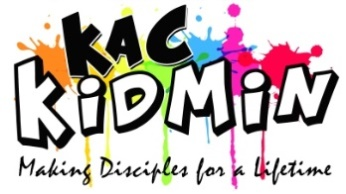 KAC
KiDMiN
Making Disciples for a Lifetime